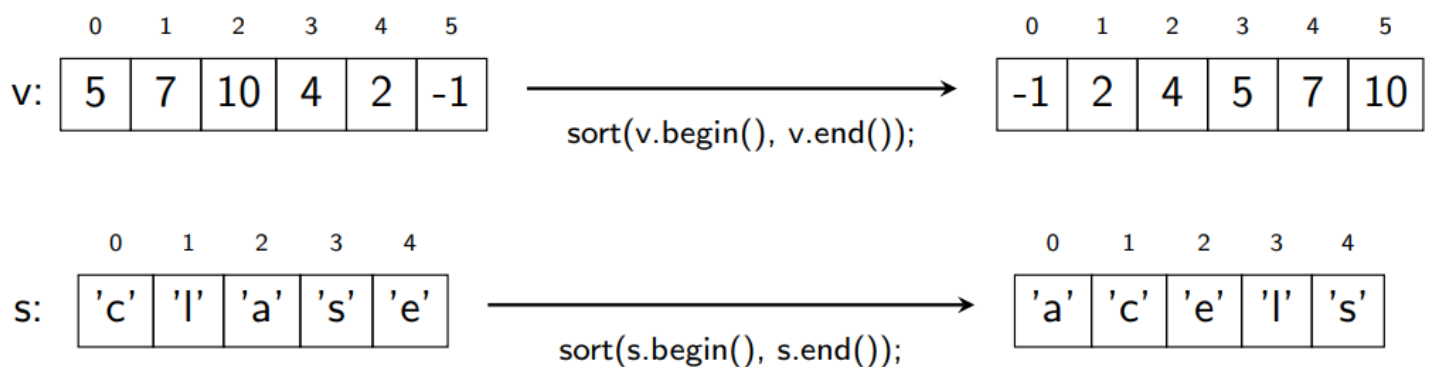 0 1 2 3 4 5
0 1 2 3 4 5
v: 5 7 10 4 2 -1
-1 2 4 5 7 10
sort(v.begin(), v.end());
0 1 2 3 4
0 1 2 3 4
s: 'c' 'l' 'a' 's' 'e'
'a' 'c' 'e' 'l' 's'
sort(s.begin(), s.end());